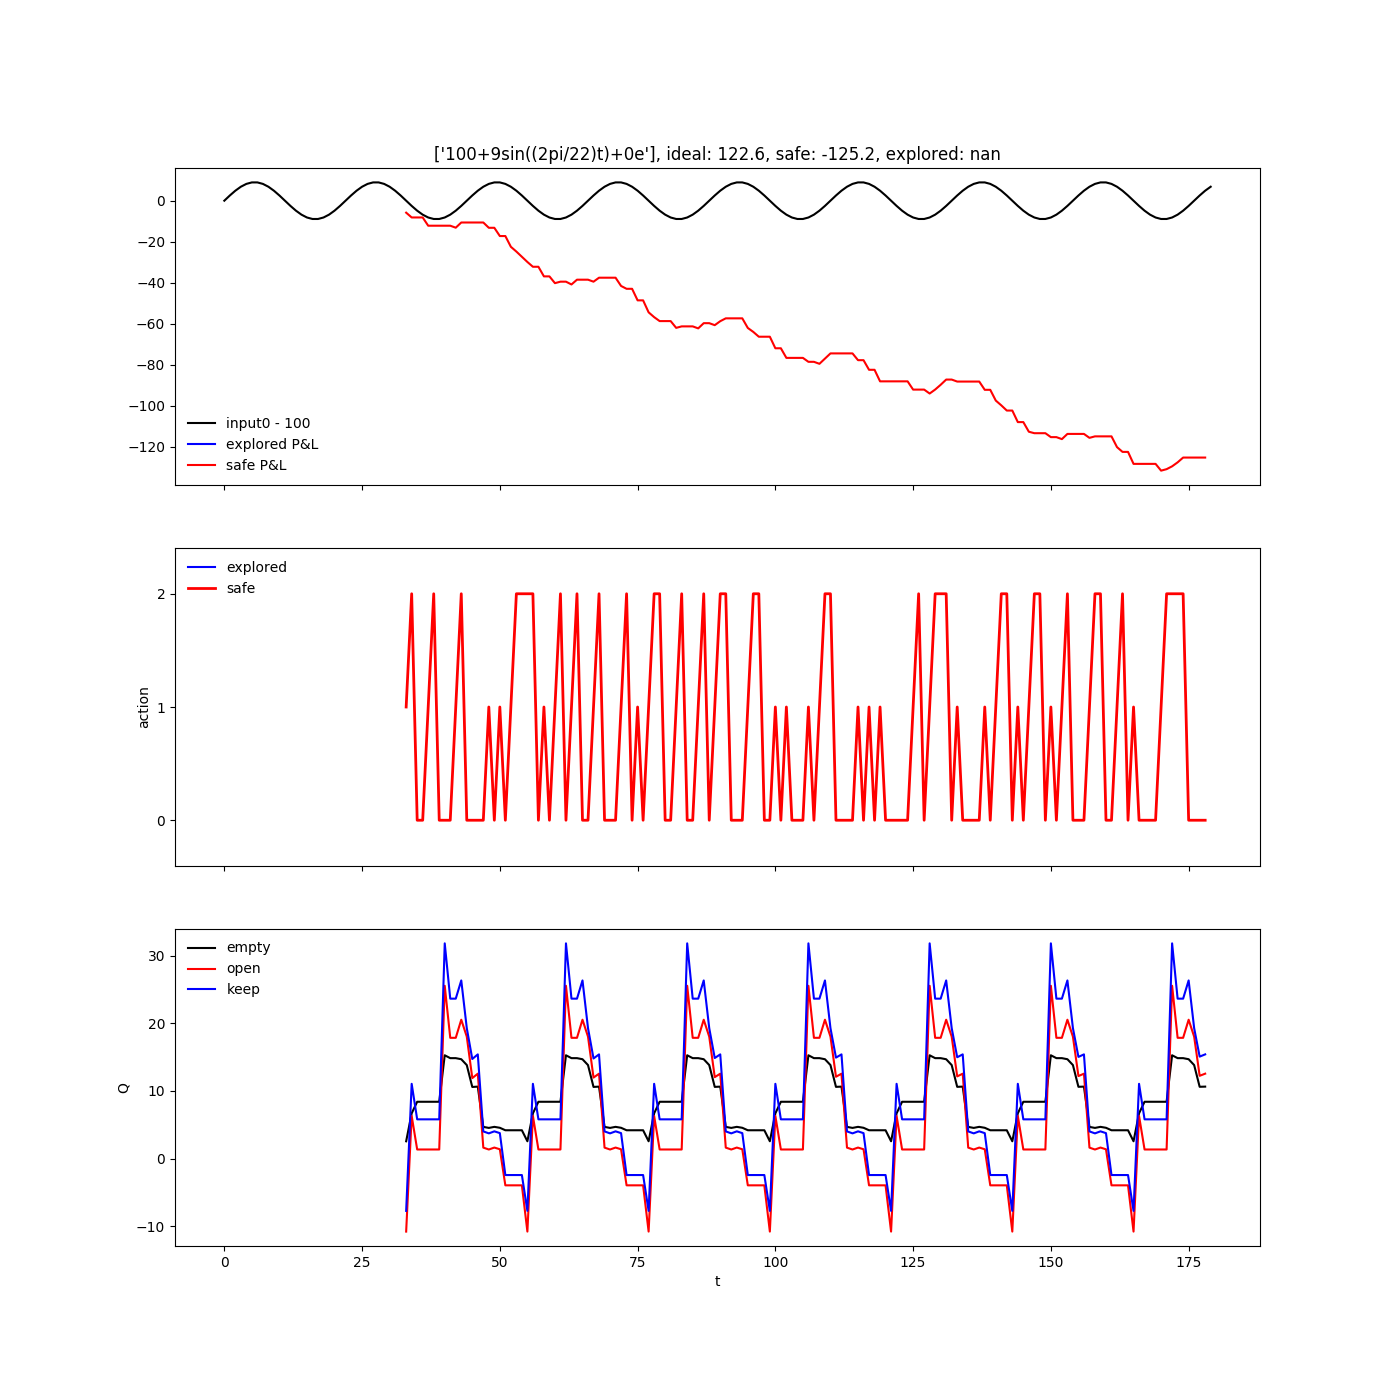 ['100+9sin((2pi/22)t)+0e'], ideal: 122.6, safe: -125.2, explored: nan
0
−20
−40
−60
−80
−100
−120
input0 - 100
explored P&L
safe P&L
action
2
1
0
explored
safe
Q
30
20
10
0
−10
empty
open
keep
0 25 50 75 100 125 150 175
t